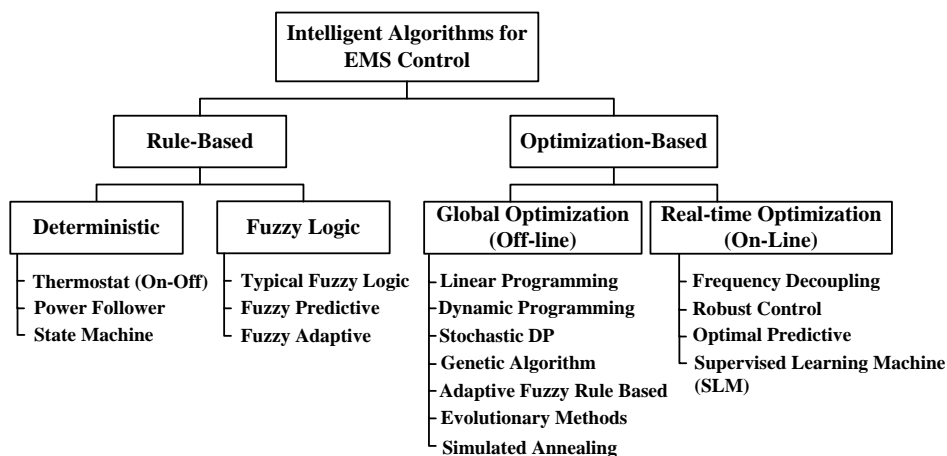 Intelligent Algorithms for
EMS Control
Rule-Based
Optimization-Based
Deterministic
Fuzzy Logic
Global Optimization
(Off-line)
Real-time Optimization
(On-Line)
Thermostat (On-Off)
Power Follower
State Machine
Typical Fuzzy Logic
Fuzzy Predictive
Fuzzy Adaptive
Linear Programming
Dynamic Programming
Stochastic DP
Genetic Algorithm
Adaptive Fuzzy Rule Based
Evolutionary Methods
Simulated Annealing
Frequency Decoupling
Robust Control
Optimal Predictive
Supervised Learning Machine
(SLM)